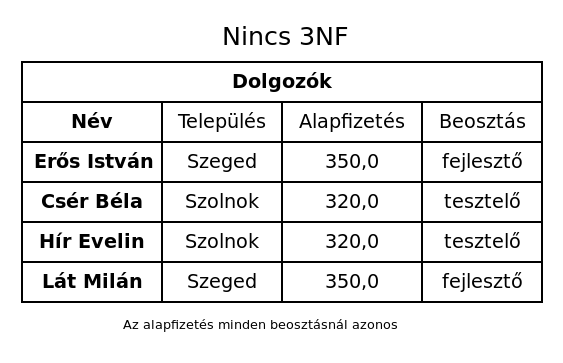 Nincs 3NF
Dolgozók
Név Település Alapfizetés Beosztás
Erős István Szeged 350,0 fejlesztő
Csér Béla Szolnok 320,0 tesztelő
Hír Evelin Szolnok 320,0 tesztelő
Lát Milán Szeged 350,0 fejlesztő
Az alapfizetés minden beosztásnál azonos